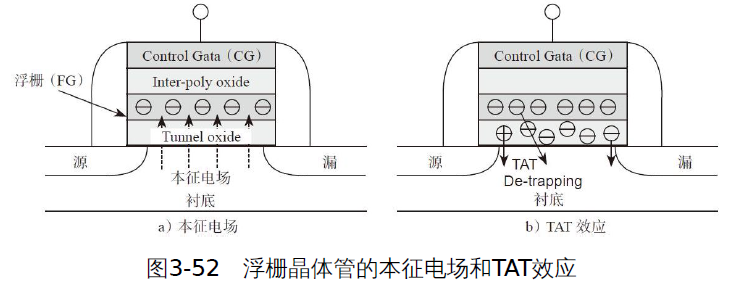 Control Gata（CG）
浮栅（FG）
Inter-poly oxide
Tunnel oxide
源
漏
本征电场
衬底
a）本征电场
Control Gata（CG）
源
漏
TAT
De-trapping
衬底
b）TAT 效应
图3-52 浮栅晶体管的本征电场和TAT效应